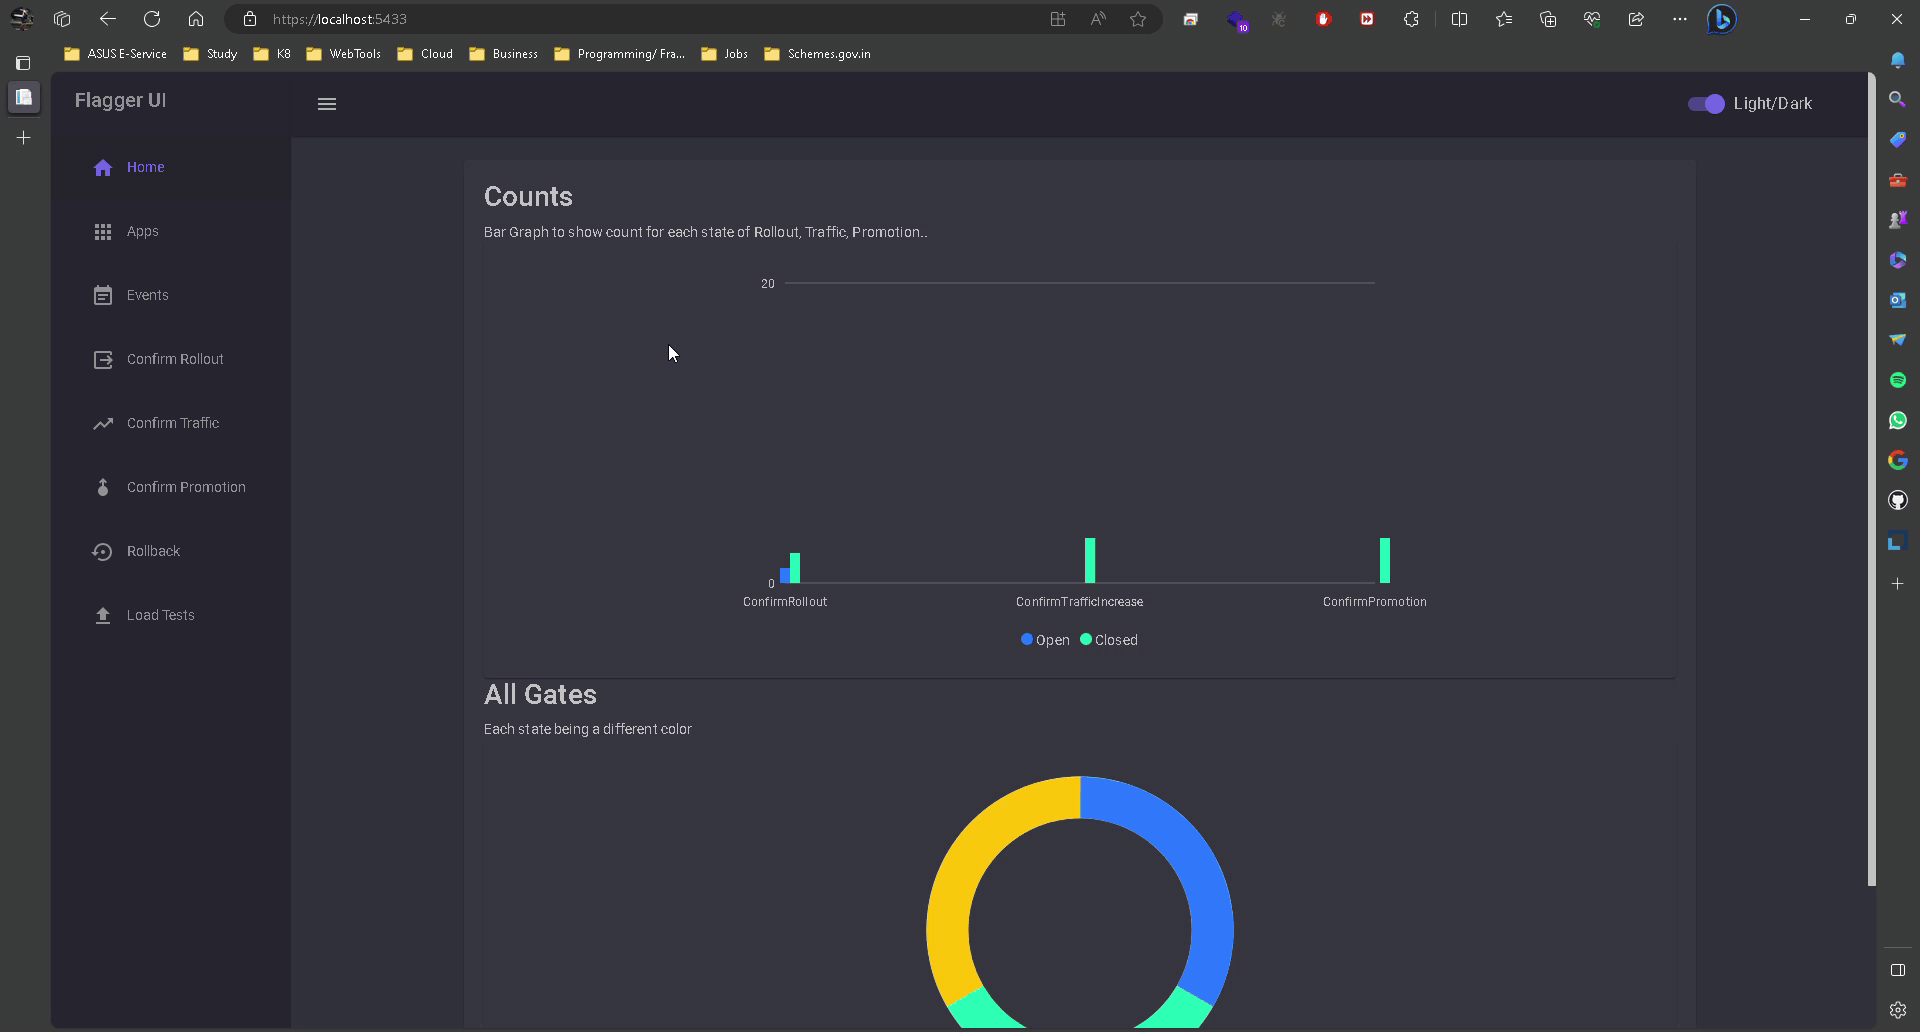 https://localhost:5433
10
ASUS E-Service Study K8 WebTools Cloud Business Programming/ Fra... Jobs Schemes.gov.in
Flagger UI
Light/Dark
Home
Apps
Events
Confirm Rollout
Confirm Traffic
Confirm Promotion
Rollback
Load Tests
Counts
Bar Graph to show count for each state of Rollout, Traffic, Promotion..
20
0
ConfirmRollout ConfirmTrafficIncrease ConfirmPromotion
Open Closed
All Gates
Each state being a different color